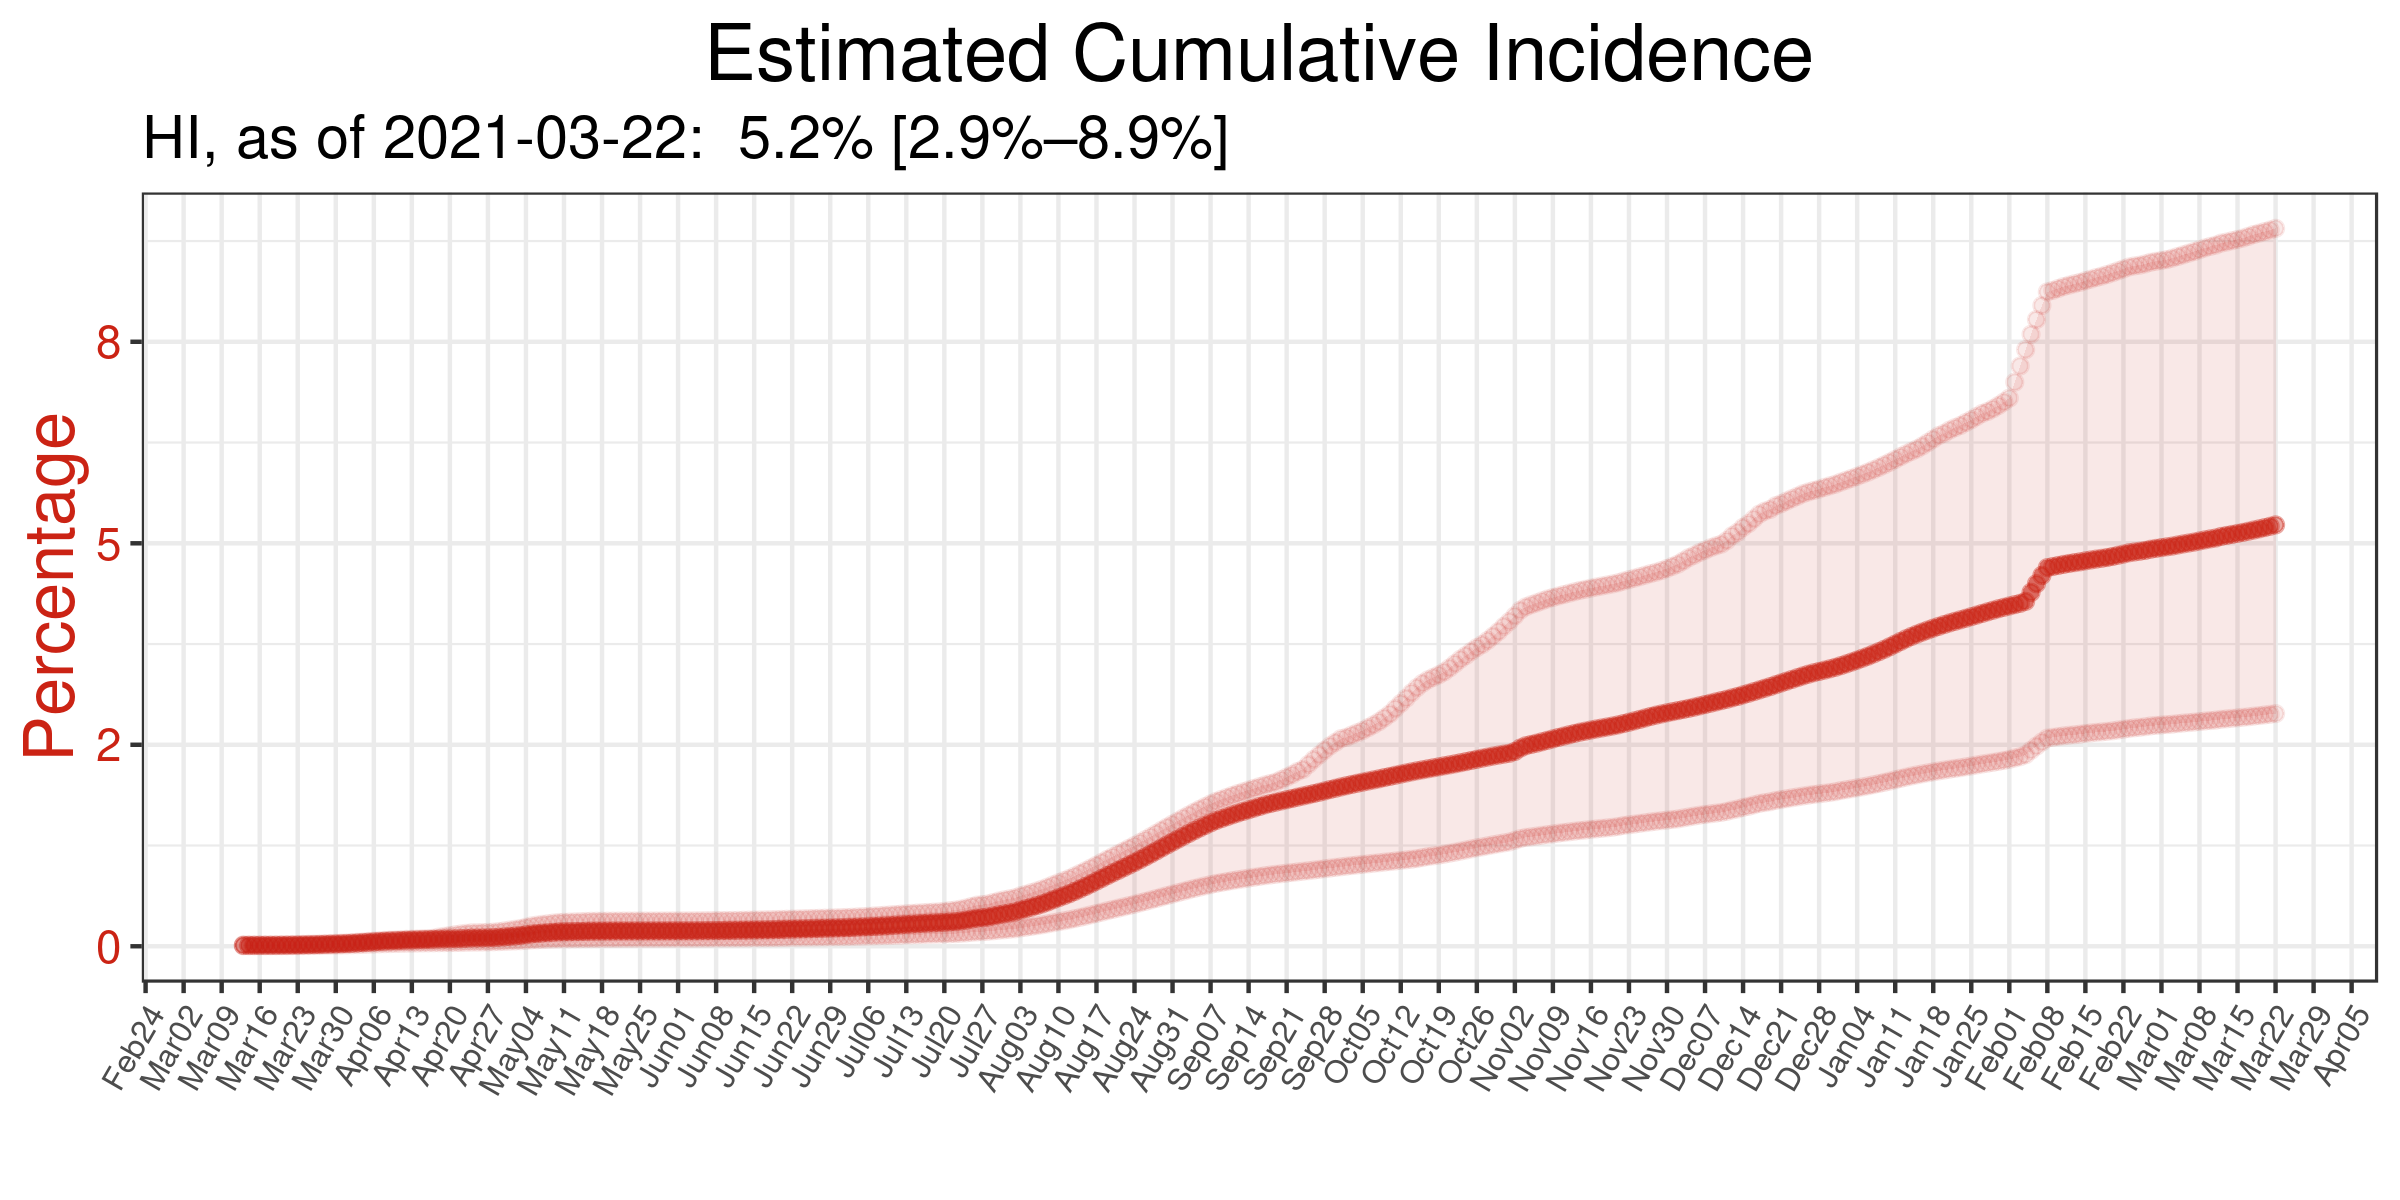 Estimated Cumulative Incidence
HI, as of 2021-03-22:  5.2% [2.9%–8.9%]
Percentage
8
5
2
0
Feb24
Mar02
Mar09
Mar16
Mar23
Mar30
Apr06
Apr13
Apr20
Apr27
May04
May11
May18
May25
Jun01
Jun08
Jun15
Jun22
Jun29
Jul06
Jul13
Jul20
Jul27
Aug03
Aug10
Aug17
Aug24
Aug31
Sep07
Sep14
Sep21
Sep28
Oct05
Oct12
Oct19
Oct26
Nov02
Nov09
Nov16
Nov23
Nov30
Dec07
Dec14
Dec21
Dec28
Jan04
Jan11
Jan18
Jan25
Feb01
Feb08
Feb15
Feb22
Mar01
Mar08
Mar15
Mar22
Mar29
Apr05